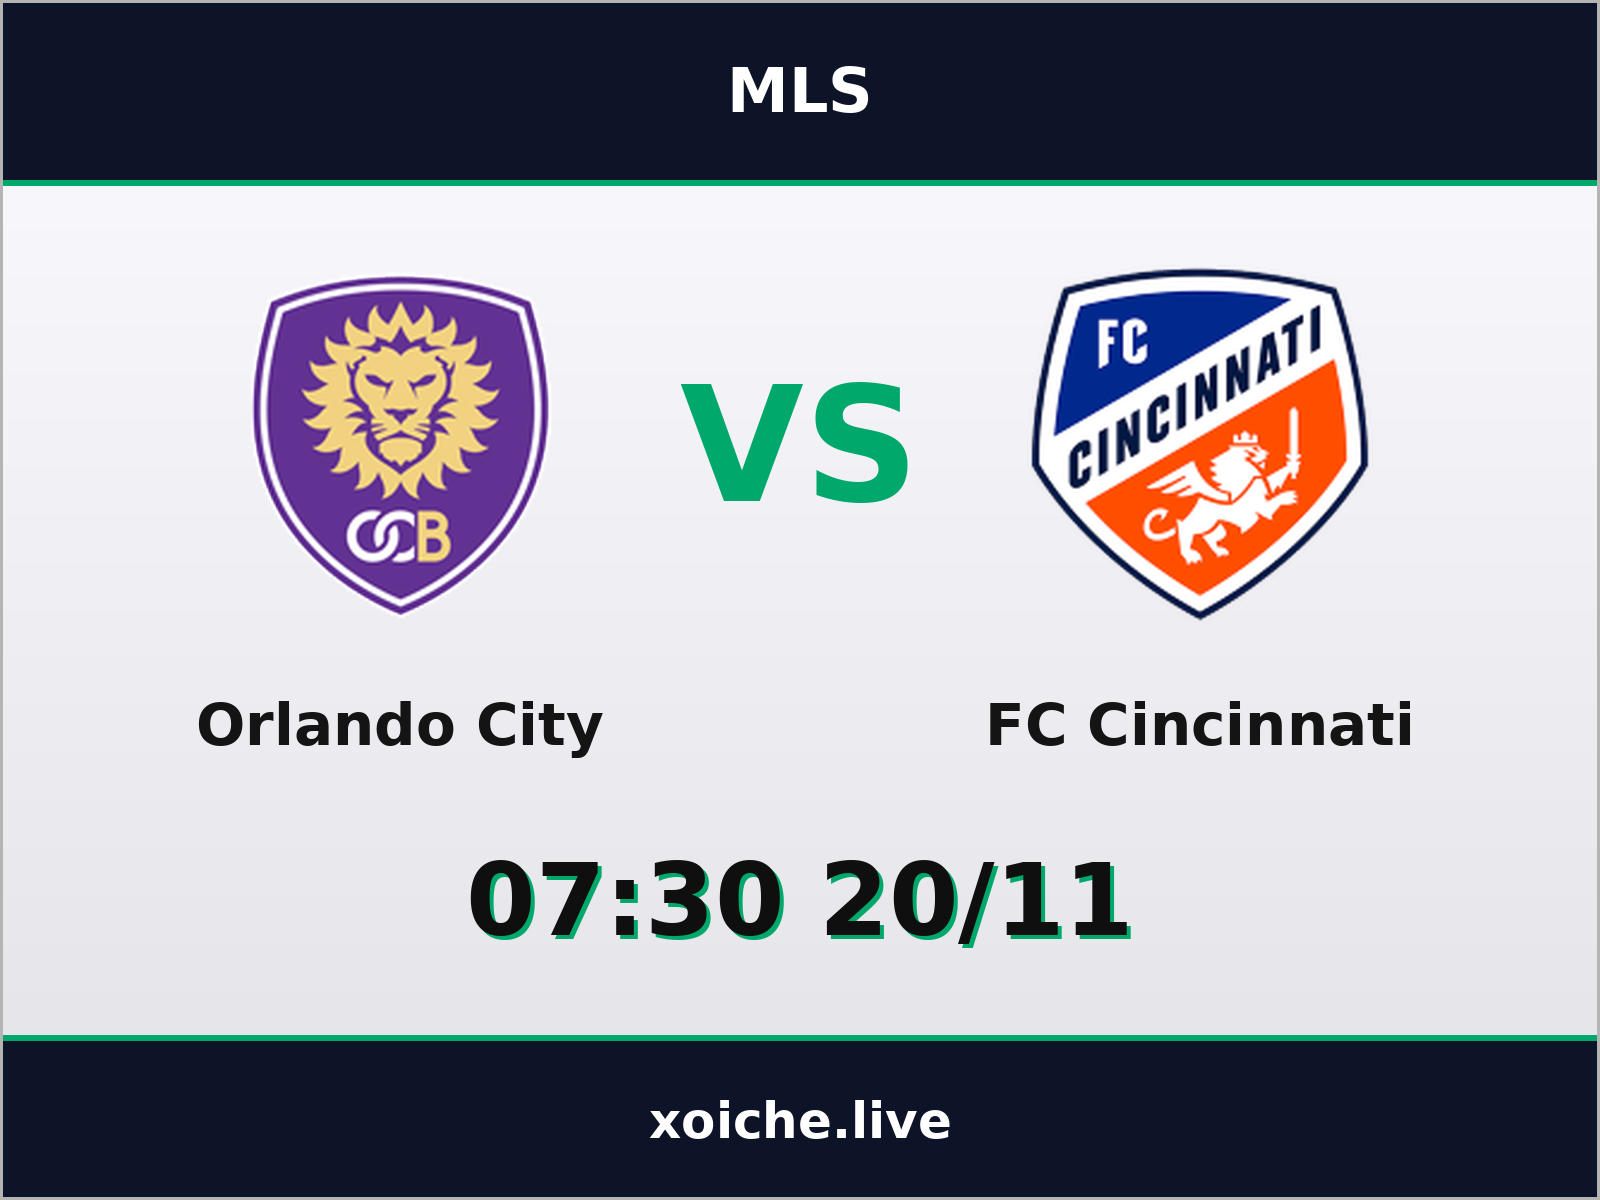 MLS
FC
CINCINNATI
VS
OCB
Orlando City
FC Cincinnati
07:30 20/11
xoiche.live